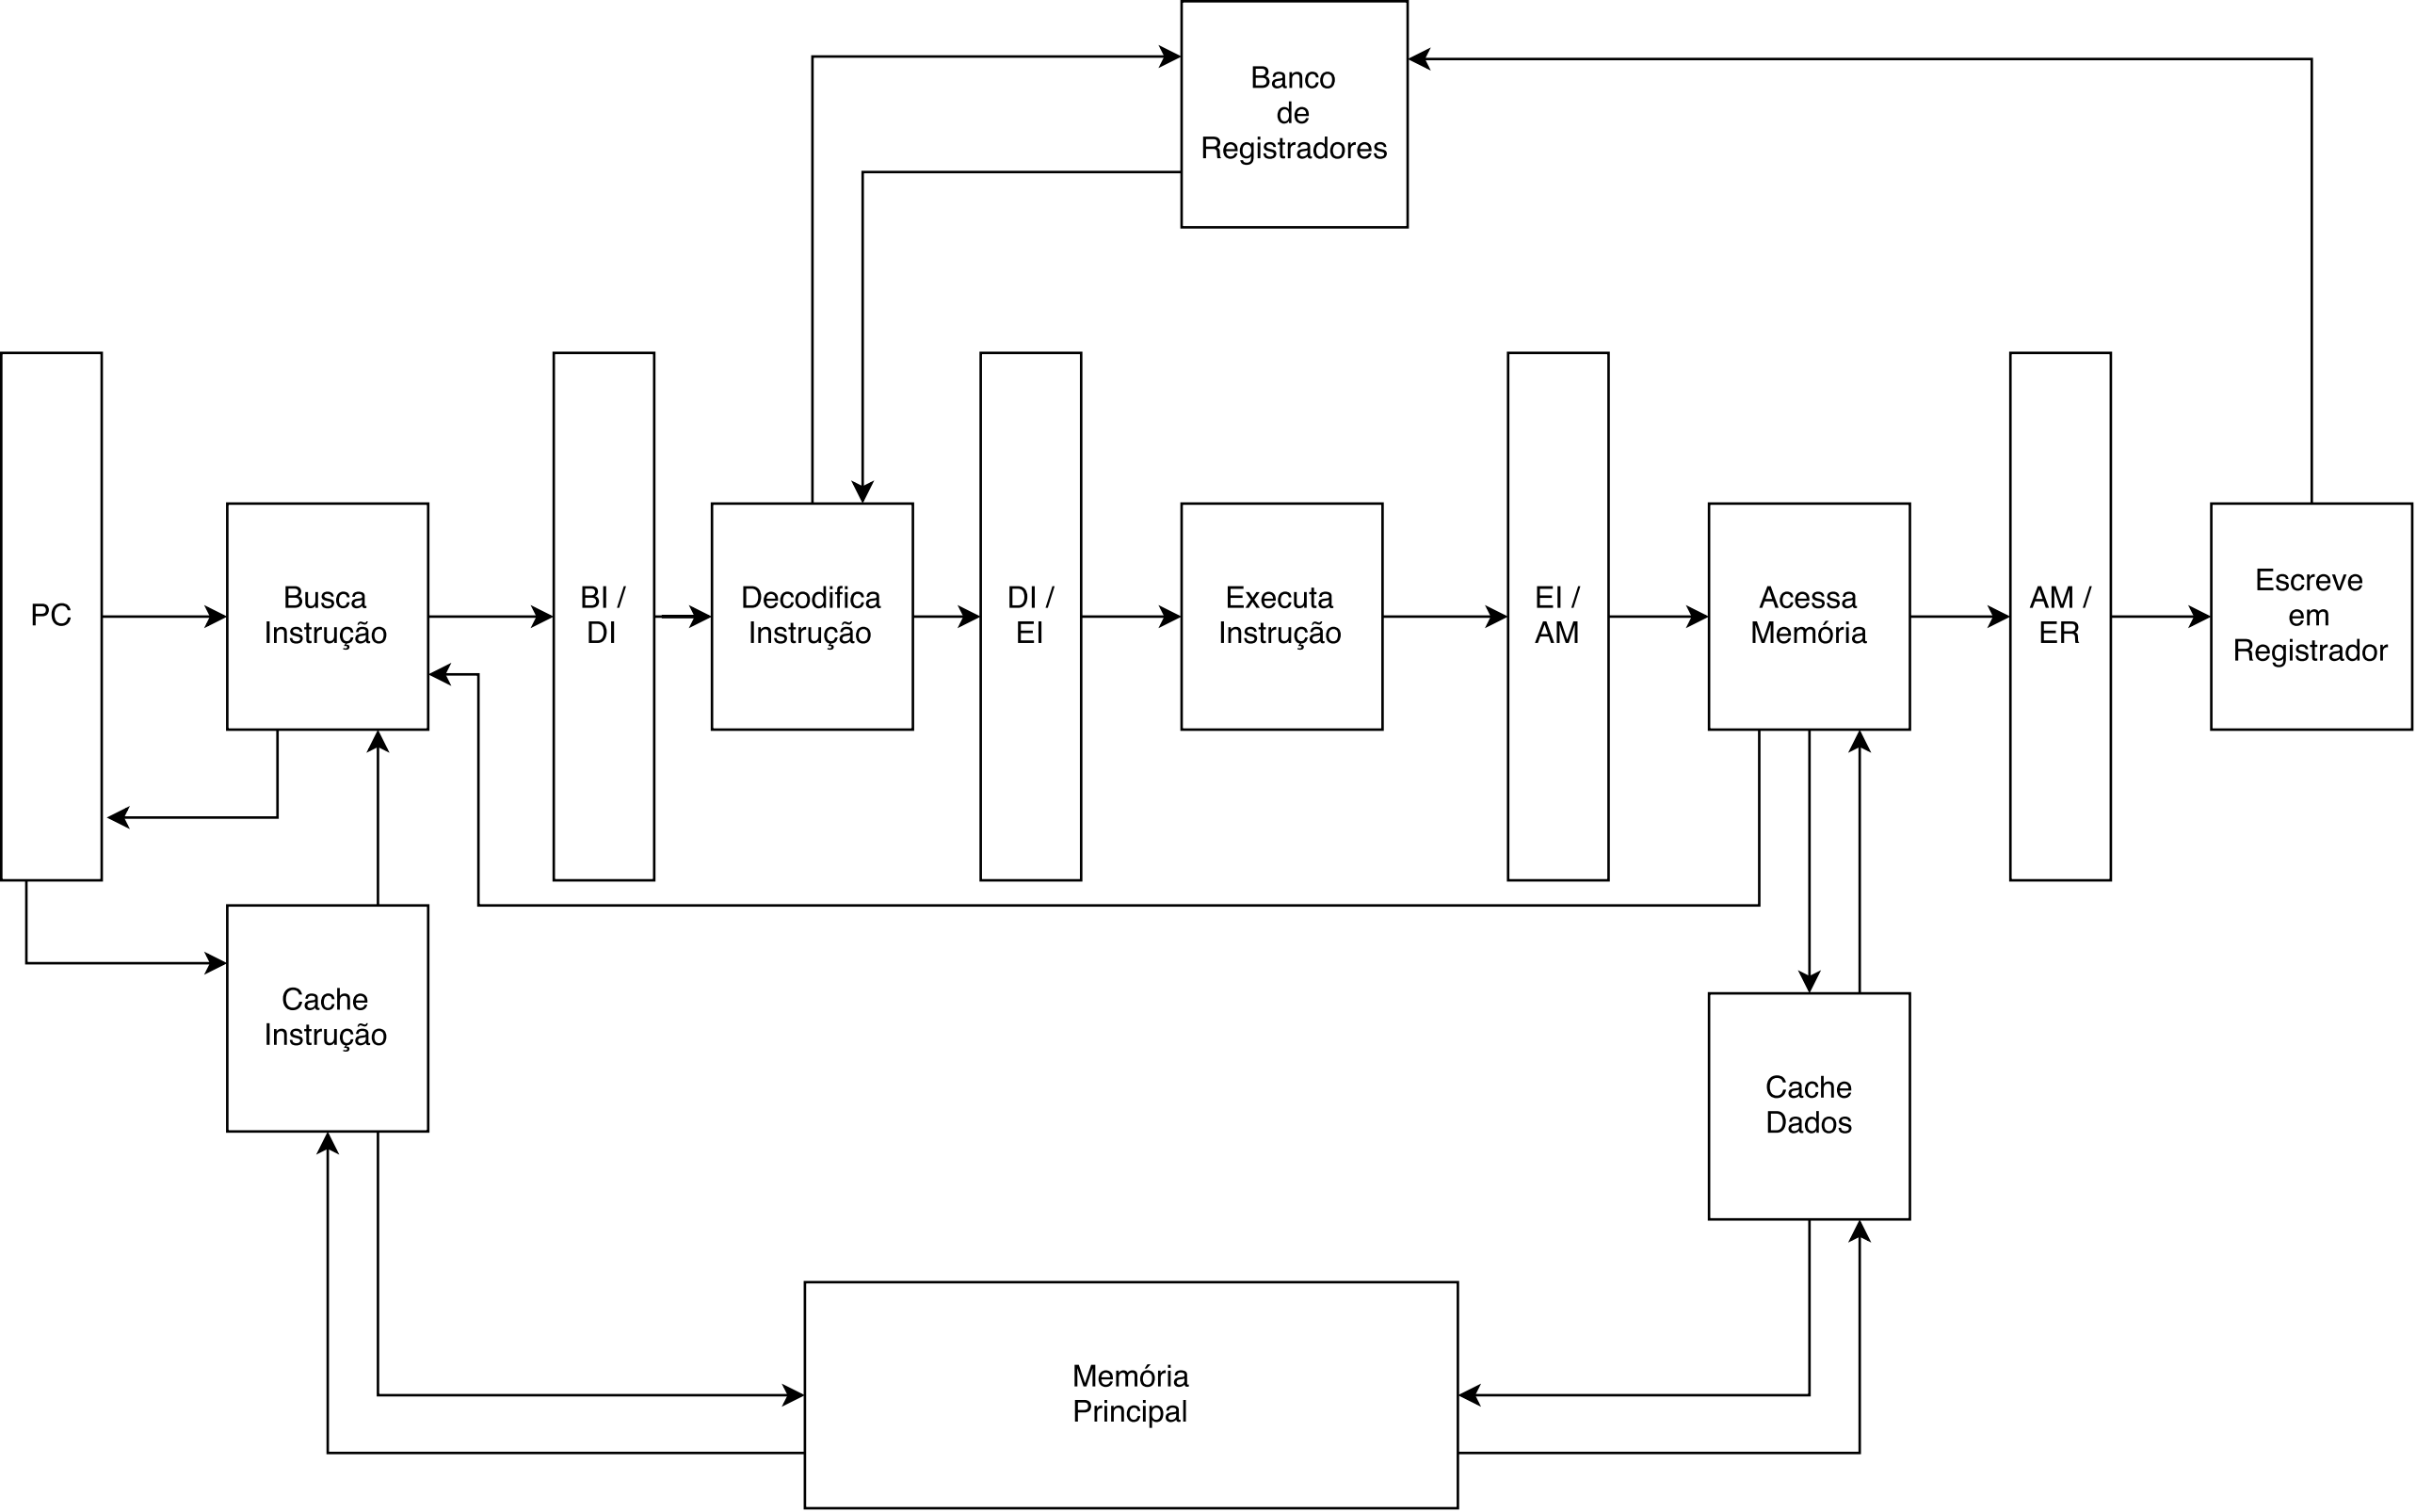 Banco
de
Registradores
PC
Busca
Instrução
BI /
DI
Decodifica
Instrução
DI /
EI
Executa
Instrução
EI /
AM
Acessa
Memória
AM /
ER
Escreve
em
Registrador
Cache
Instrução
Cache
Dados
Memória
Principal